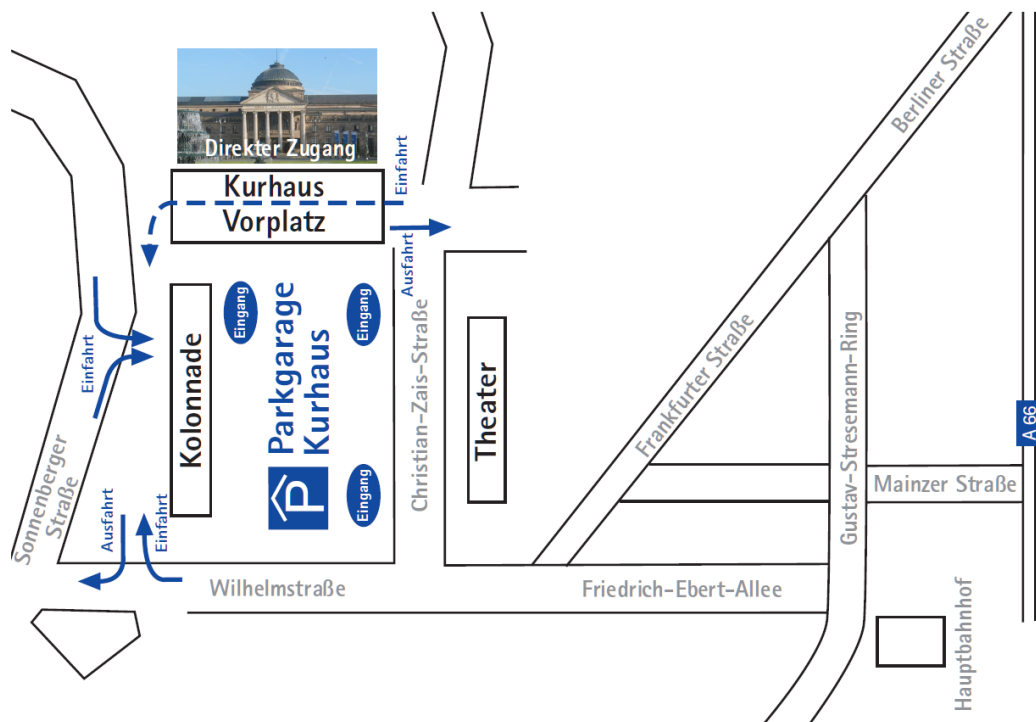 Direkter Zugang
Kurhaus
Vorplatz
Einfahrt
Ausfahrt
Berliner Straße
Eingang
Eingang
Parkgarage
Kurhaus
P
Eingang
Kolonnade
Einfahrt
Christian-Zais-Straße
Theater
Frankfurter Straße
Gustav-Stresemann-Ring
A 66
Mainzer Straße
Sonnenberger
Straße
Ausfahrt
Einfahrt
Wilhelmstraße
Friedrich-Ebert-Allee
Hauptbahnhof